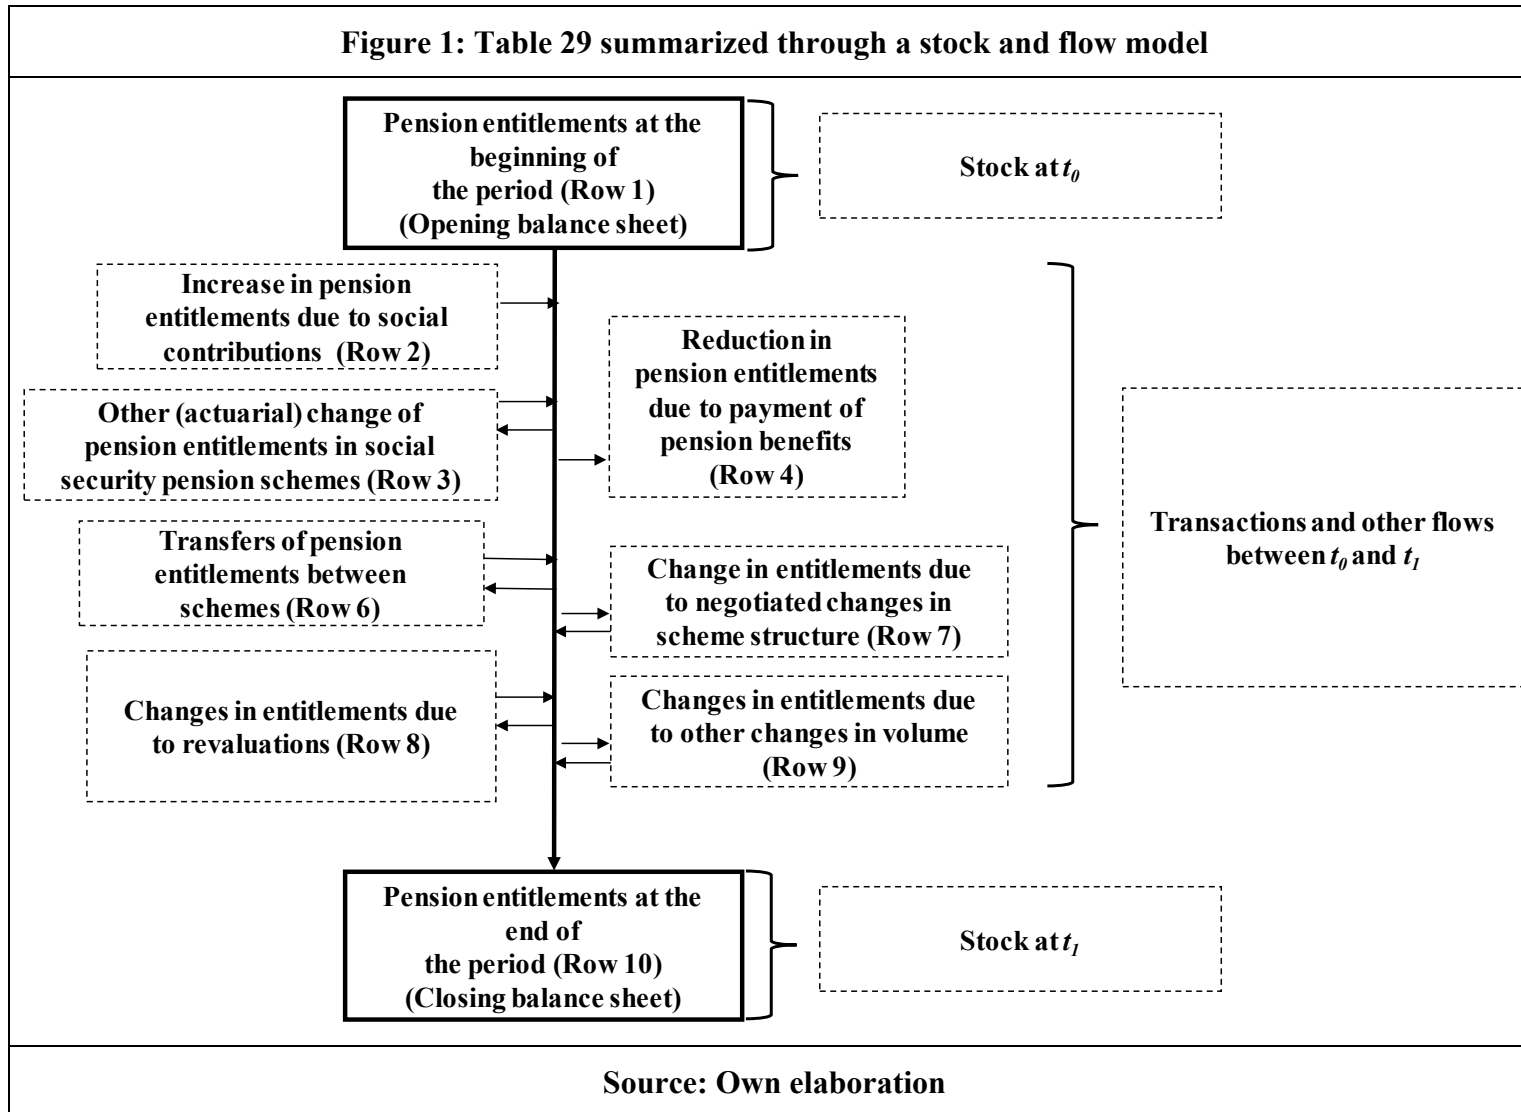 Figure 1: Table 29 summarized through a stock and flow model
Pension entitlements at the
beginning of
the period (Row 1)
(Opening balance sheet)
Stock at t0
Increase in pension
entitlements due to social
contributions (Row 2)
Reduction in
pension entitlements
due to payment of
pension benefits
(Row 4)
Other (actuarial) change of
pension entitlements in social
security pension schemes (Row 3)
Transactions and other flows
between t0 and t1
Transfers of pension
entitlements between
schemes (Row 6)
Change in entitlements due
to negotiated changes in
scheme structure (Row 7)
Changes in entitlements due
to revaluations (Row 8)
Changes in entitlements due
to other changes in volume
(Row 9)
Pension entitlements at the
end of
the period (Row 10)
(Closing balance sheet)
Stock at t1
Source: Own elaboration